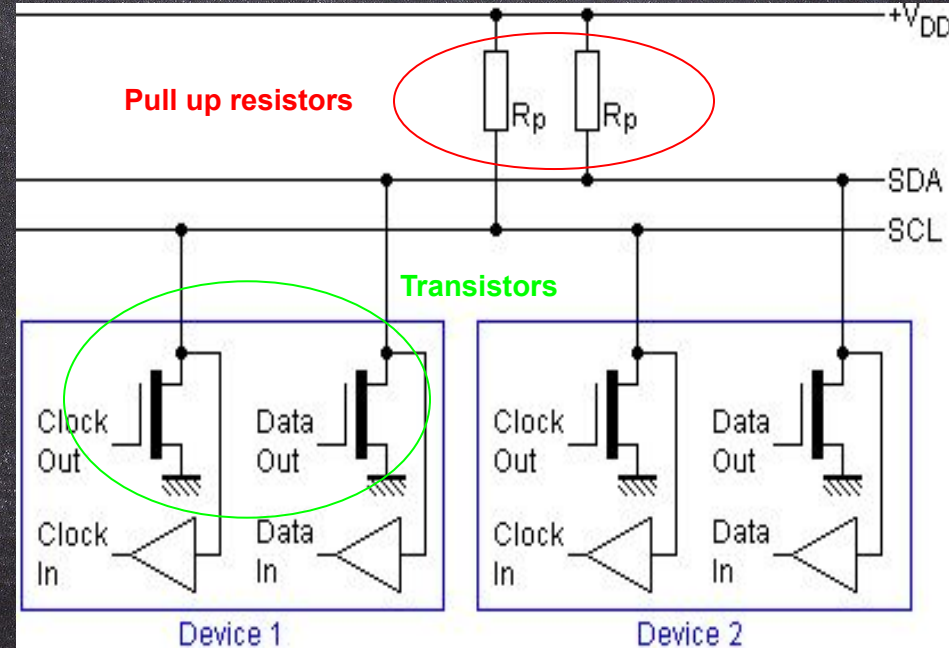 +VDD
Pull up resistors
Rp
Rp
SDA
SCL
Transistors
Clock
Out
Data
Out
Clock
Out
Data
Out
Clock
In
Data
In
Clock
In
Data
In
Device 1
Device 2